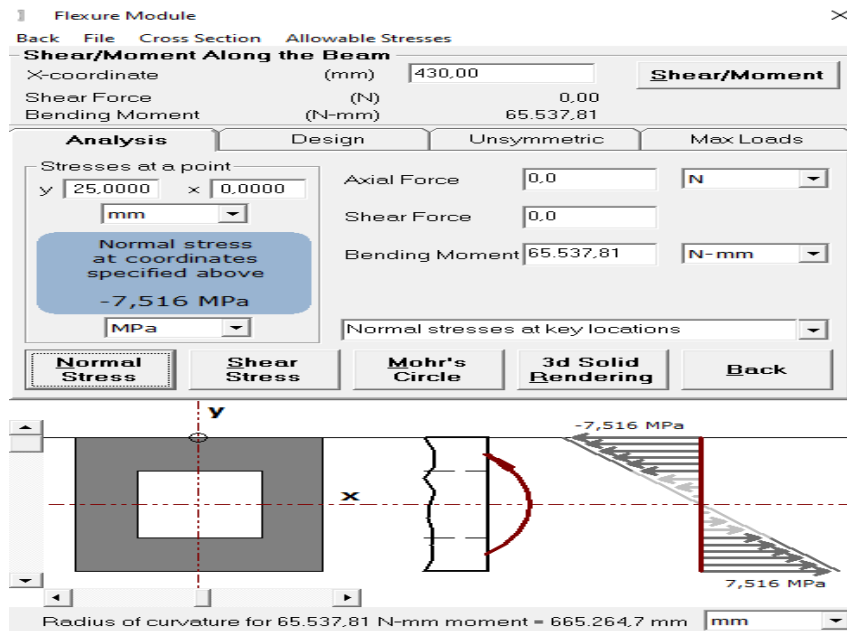 Flexure Module
Back File Cross Section Allowable Stresses
Shear/Moment Along the Beam
X-coordinate (mm) 430,00 Shear/Moment
Shear Force (N) 0,00
Bending Moment (N-mm) 65.537,81
Analysis Design Unsymmetric Max Loads
Stresses at a point
y 25,0000 x 0,0000
mm
Normal stress
at coordinates
specified above
-7,516 MPa
MPa
Axial Force 0,0 N
Shear Force 0,0
Bending Moment 65.537,81 N-mm
Normal stresses at key locations
Normal Stress
Shear Stress
Mohr's Circle
3d Solid Rendering
Back
y
x
-7,516 MPa
7,516 MPa
Radius of curvature for 65.537,81 N-mm moment = 665.264,7 mm mm